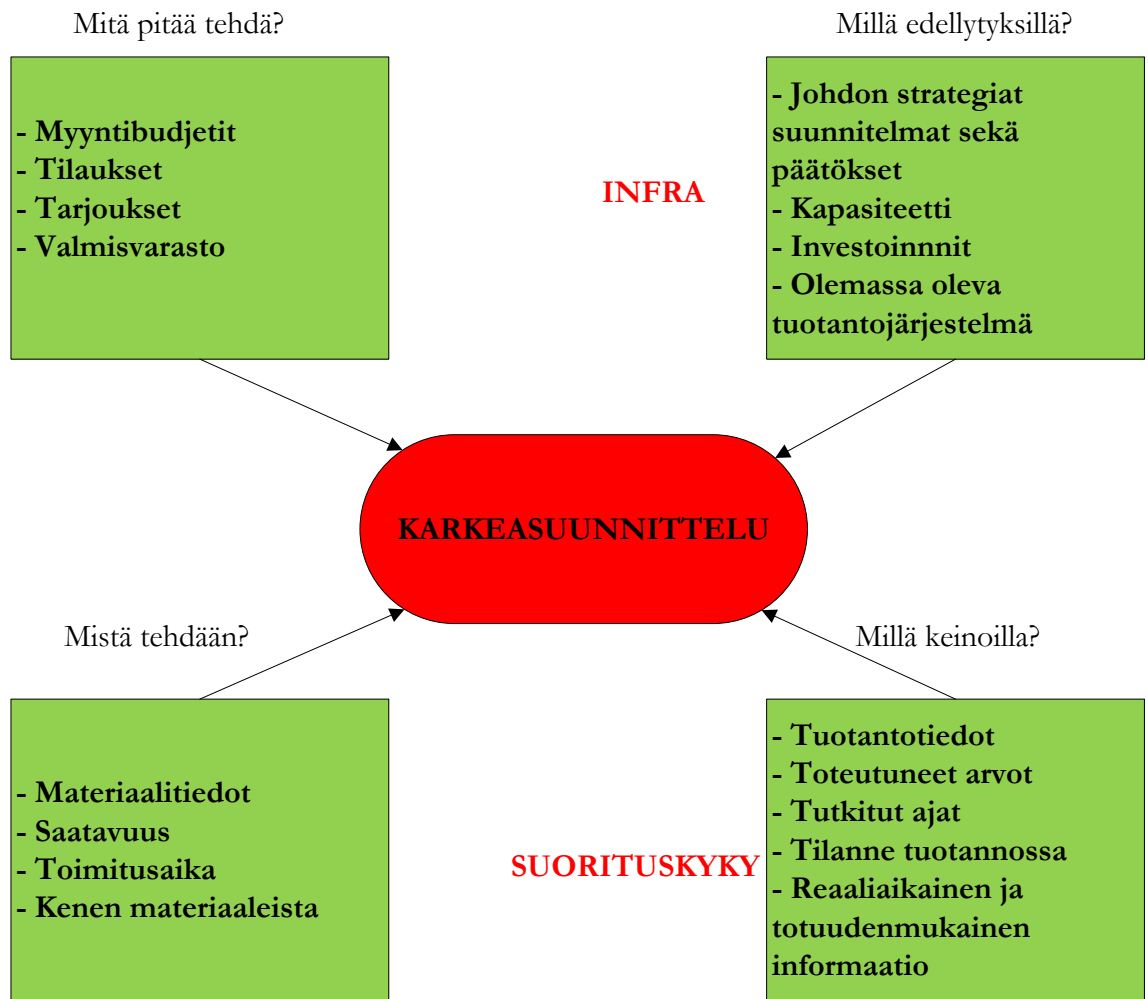 Mitä pitää tehdä?
- Myyntibudjetit
- Tilaukset
- Tarjoukset
- Valmisvarasto
Millä edellytyksillä?
- Johdon strategiat
suunnitelmat sekä
päätökset
- Kapasiteetti
- Investoinnnit
- Olemassa oleva
tuotantojärjestelmä
INFRA
KARKEASUUNNITTELU
Mistä tehdään?
- Materiaalitiedot
- Saatavuus
- Toimitusaika
- Kenen materiaaleista
Millä keinoilla?
- Tuotantotiedot
- Toteutuneet arvot
- Tutkitut ajat
- Tilanne tuotannossa
- Reaaliaikainen ja
totuudenmukainen
informaatio
SUORITUSKYKY